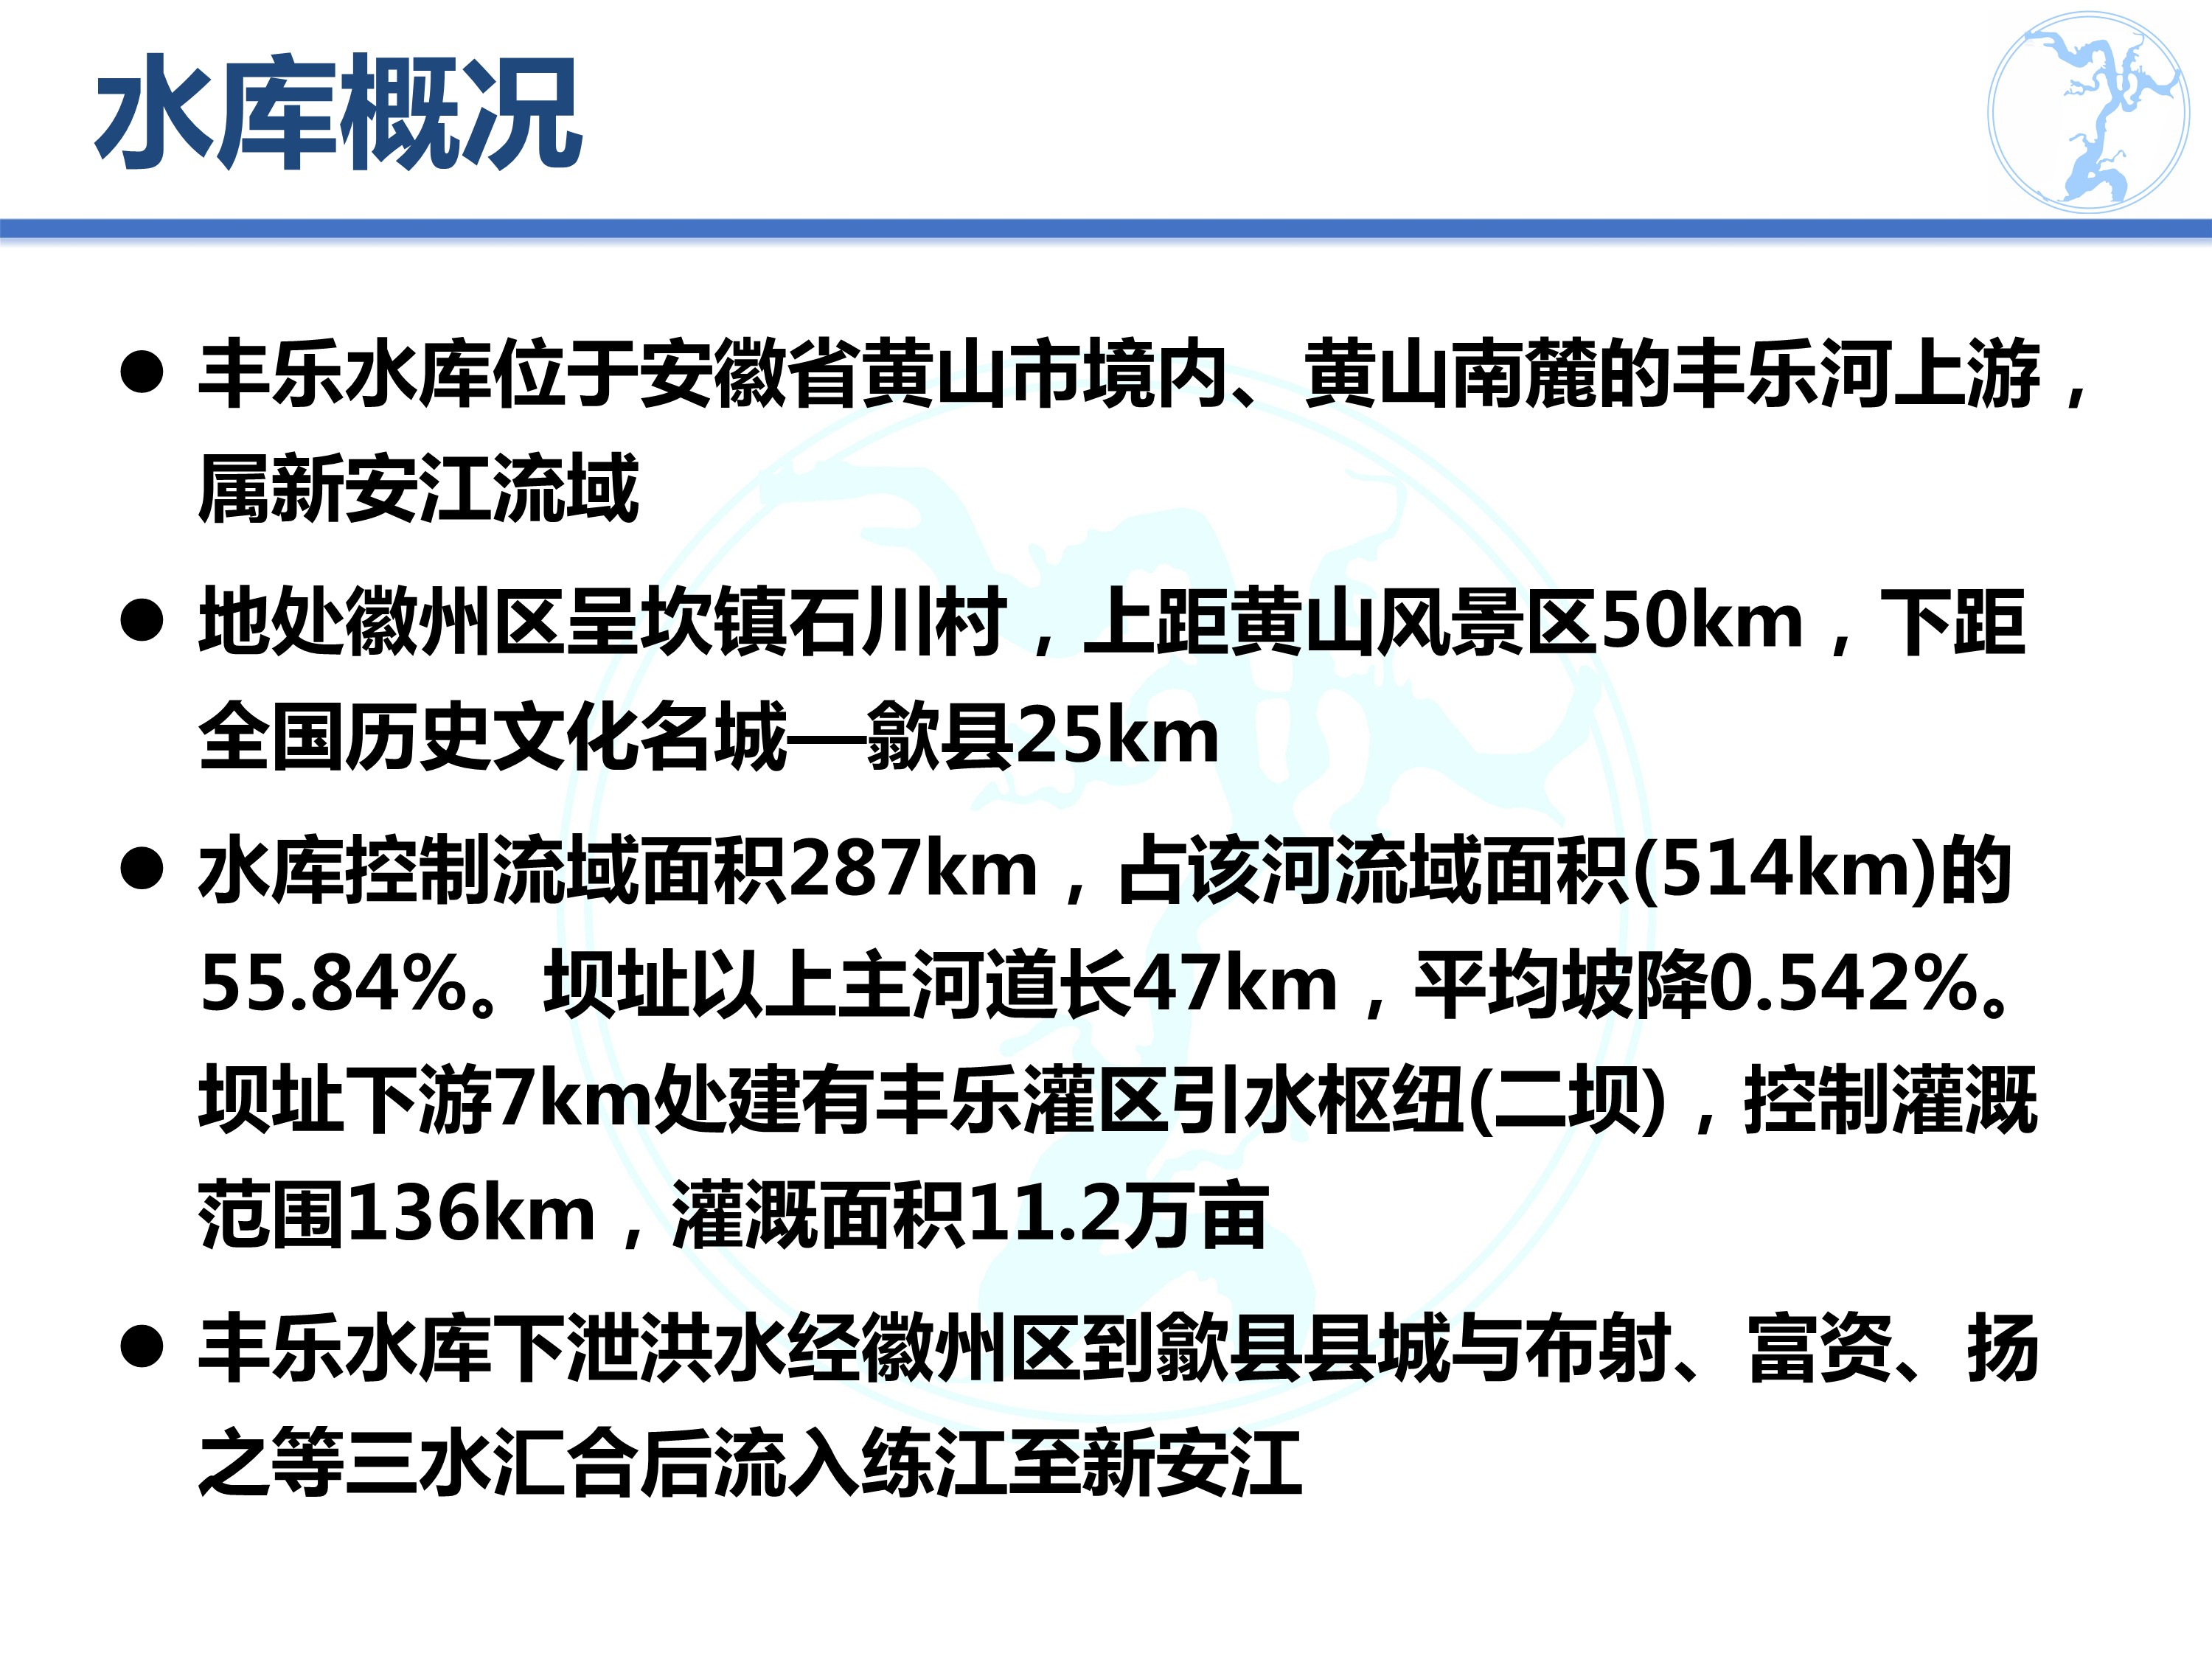 水库概况
● 丰乐水库位于安徽省黄山市境内、黄山南麓的丰乐河上游，
属新安江流域
● 地处徽州区呈坎镇石川村，上距黄山风景区50km，下距
全国历史文化名城—歙县25km
● 水库控制流域面积287km，占该河流域面积(514km)的
55.84%。坝址以上主河道长47km，平均坡降0.542%。
坝址下游7km处建有丰乐灌区引水枢纽(二坝)，控制灌溉
范围136km，灌溉面积11.2万亩
● 丰乐水库下泄洪水经徽州区到歙县县城与布射、富资、扬
之等三水汇合后流入练江至新安江